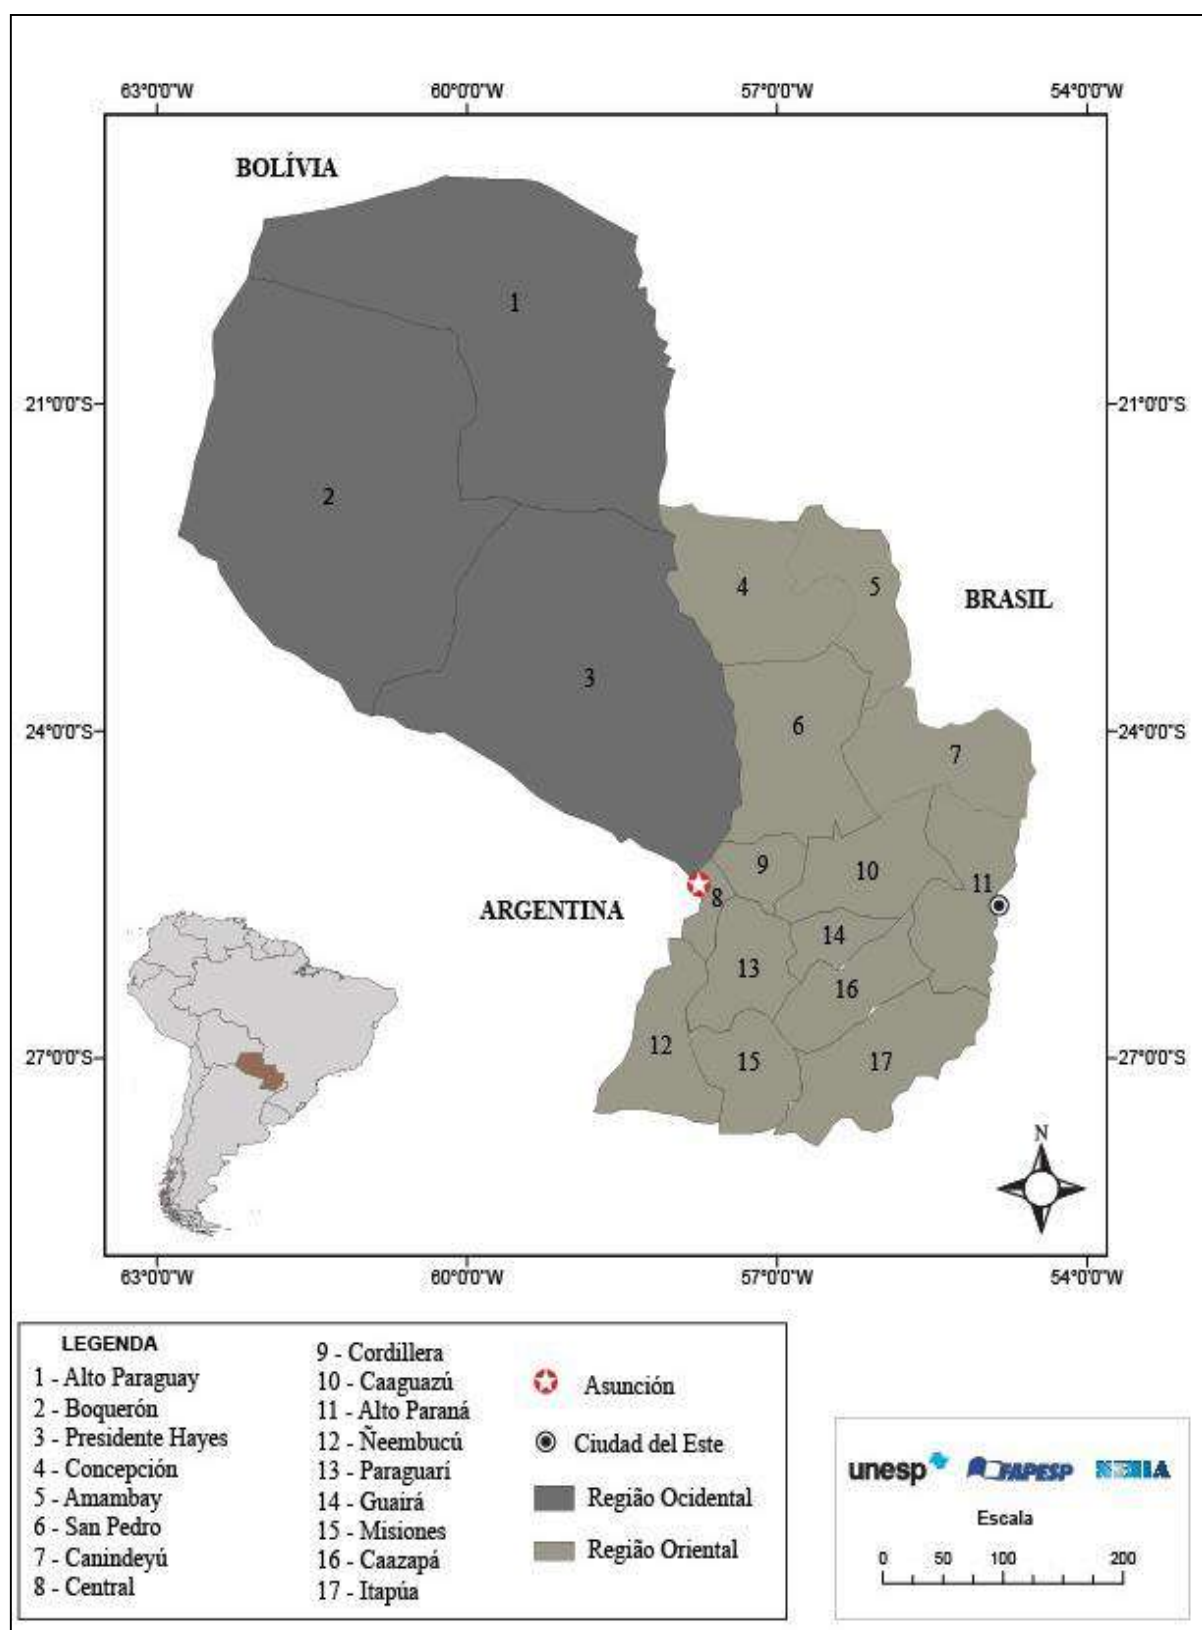 63°0'0"W 60°0'0"W 57°0'0"W 54°0'0"W
BOLÍVIA
1
21°0'0"S 21°0'0"S
2
4
5
BRASIL
3
6
24°0'0"S 24°0'0"S
7
9
10
11
8
ARGENTINA
14
13
16
12
15
17
27°0'0"S 27°0'0"S
N
63°0'0"W 60°0'0"W 57°0'0"W 54°0'0"W
LEGENDA
1 - Alto Paraguay
2 - Boquerón
3 - Presidente Hayes
4 - Concepción
5 - Amambay
6 - San Pedro
7 - Canindeyú
8 - Central
9 - Cordillera
10 - Caaguazú
11 - Alto Paraná
12 - Ñeembucú
13 - Paraguarí
14 - Guairá
15 - Misiones
16 - Caazapá
17 - Itapúa
Asunción
Ciudad del Este
Região Ocidental
Região Oriental
unesp FAPESP
Escala
0 50 100 200